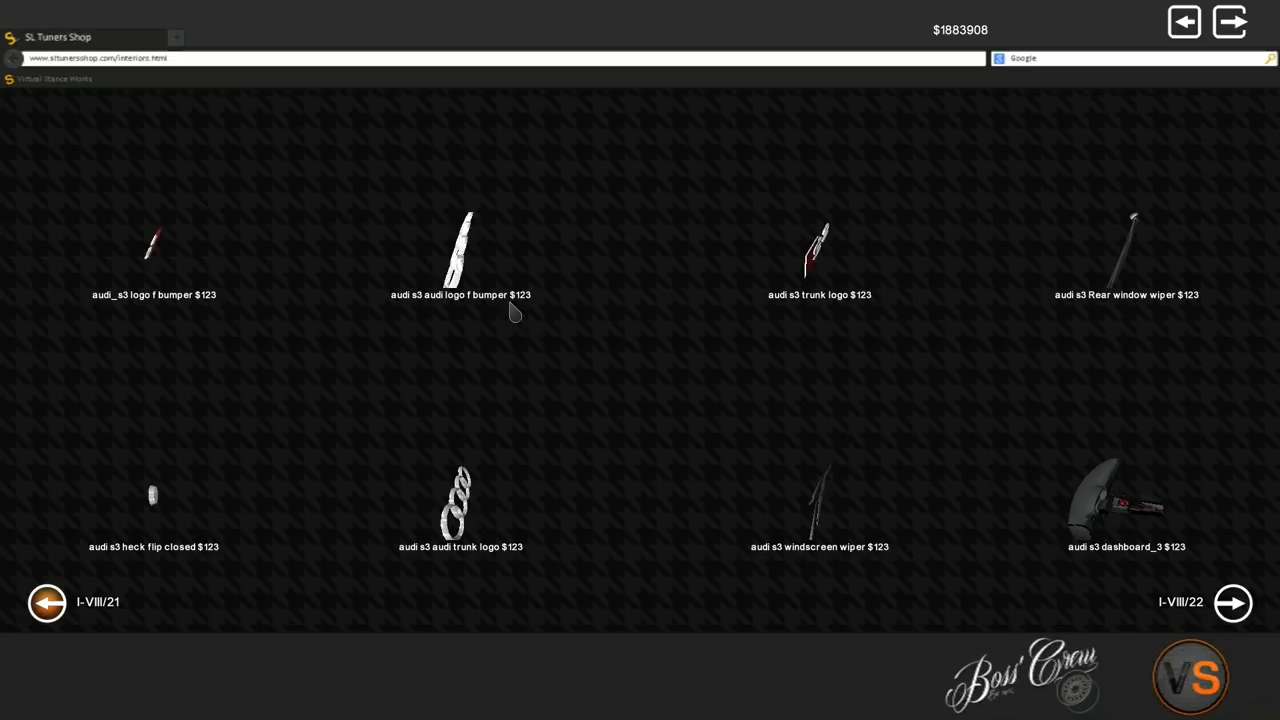 $1883908
SL Tuners Shop
www.sltunersshop.com/interiors.html
Google
Virtual Stance Works
audi_s3 logo f bumper $123
audi s3 audi logo f bumper $123
audi s3 trunk logo $123
audi s3 Rear window wiper $123
audi s3 heck flip closed $123
audi s3 audi trunk logo $123
audi s3 windscreen wiper $123
audi s3 dashboard_3 $123
I-VIII/21
I-VIII/22
Boss' Crew
VS